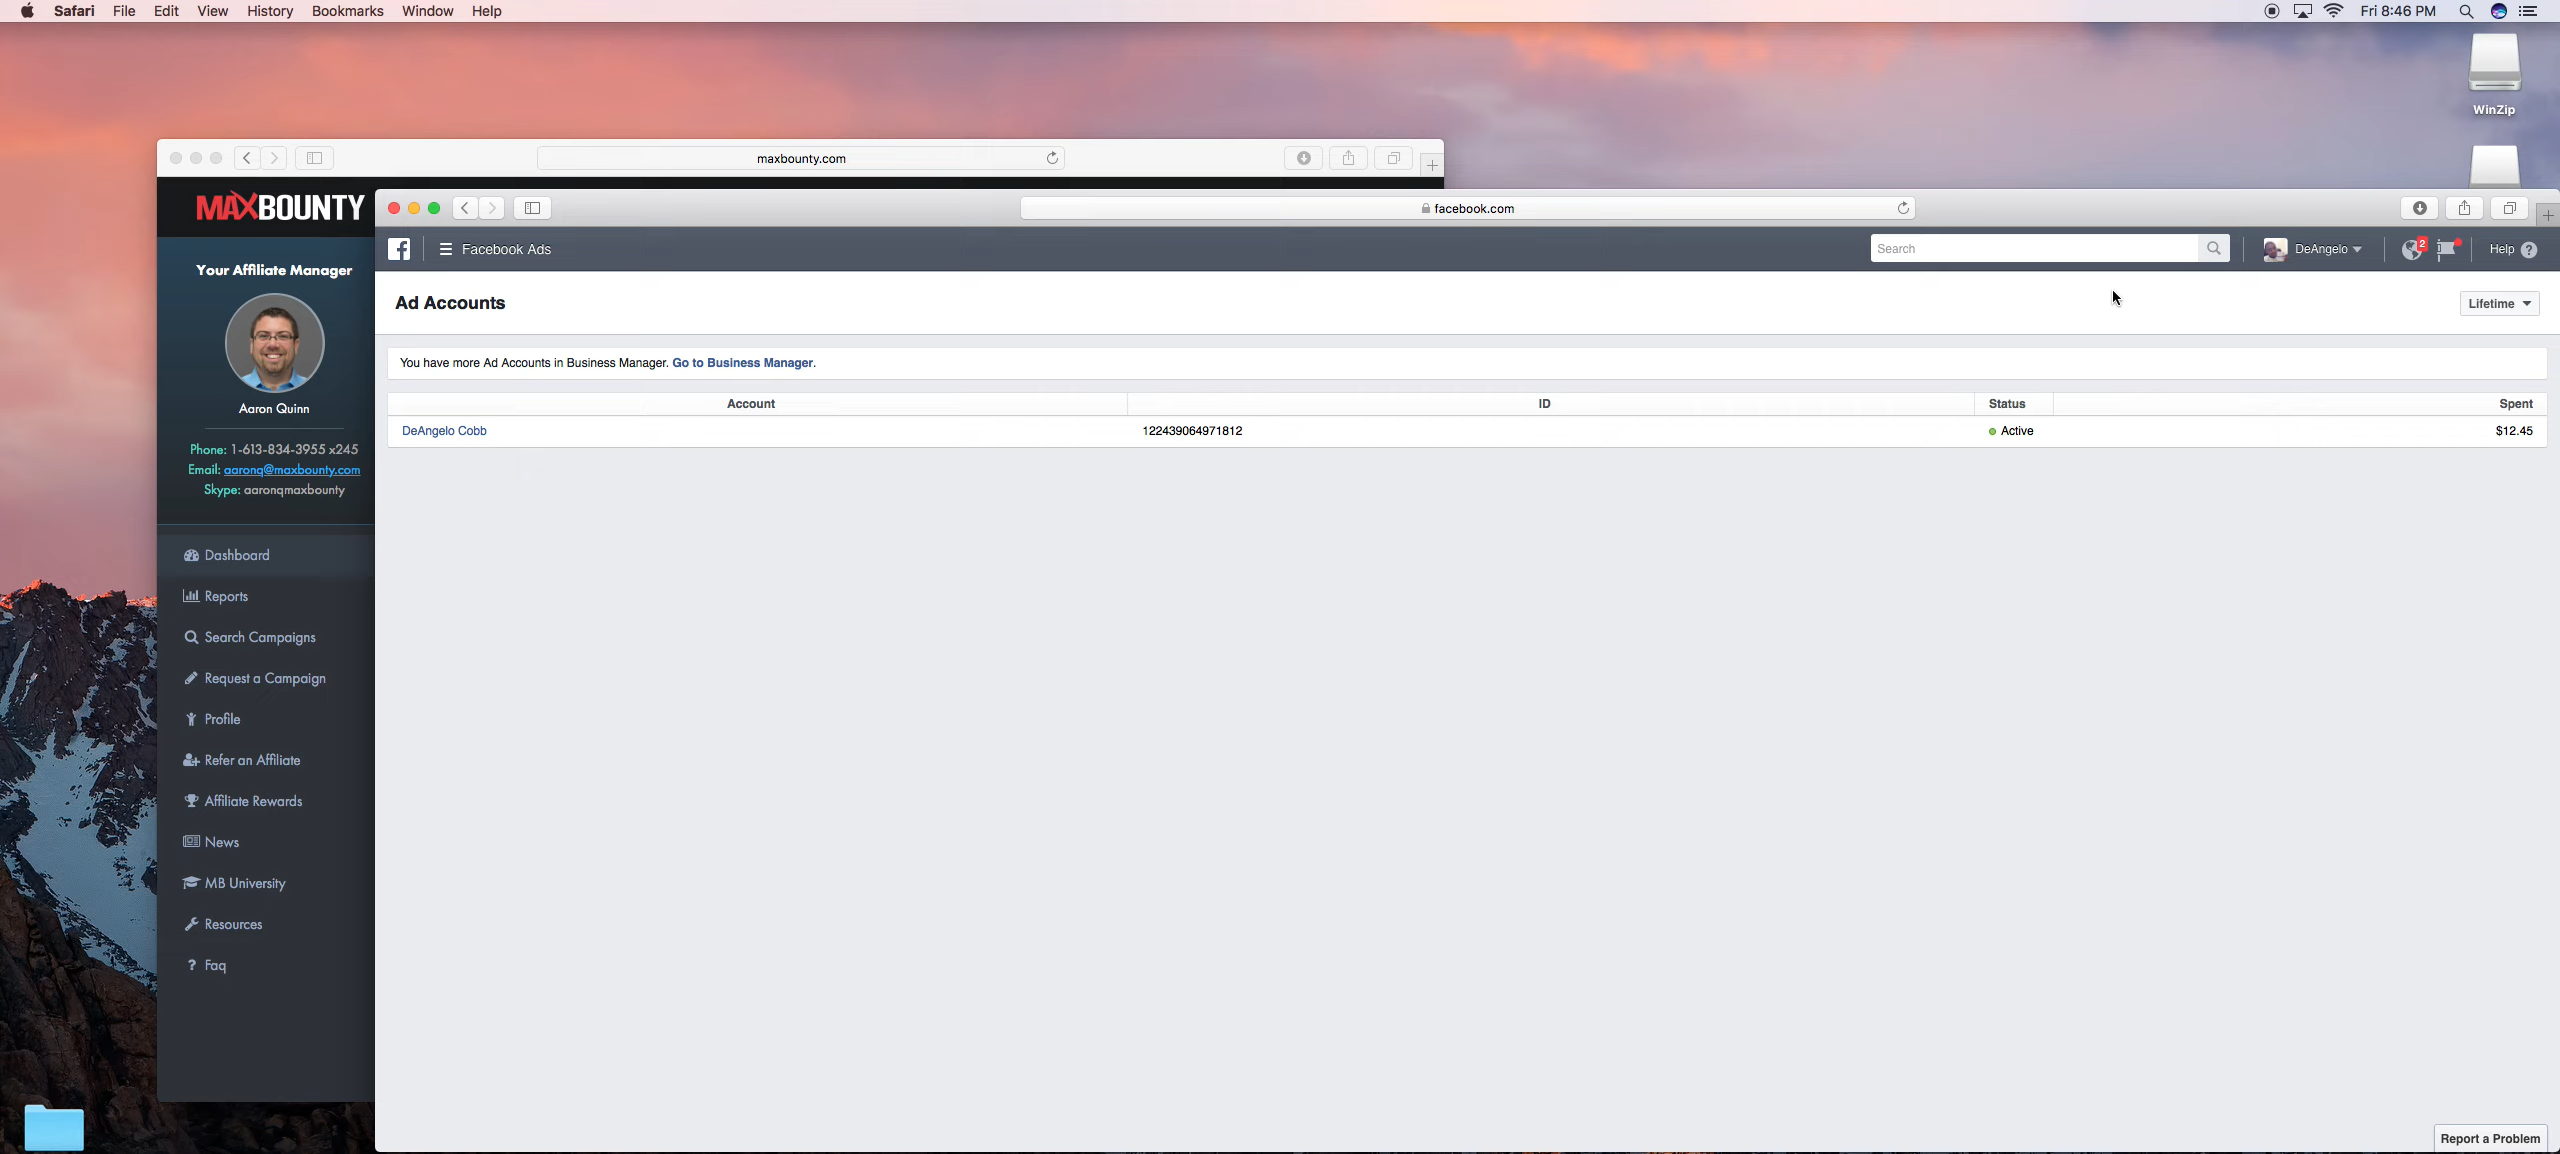 Safari File Edit View History Bookmarks Window Help
Fri 8:46 PM
WinZip
maxbounty.com
MAXBOUNTY
Your Affiliate Manager
Aaron Quinn
Phone: 1-613-834-3955 x245
Email: aaronq@maxbounty.com
Skype: aaronqmaxbounty
Dashboard
Reports
Search Campaigns
Request a Campaign
Profile
Refer an Affiliate
Affiliate Rewards
News
MB University
Resources
? Faq
facebook.com
Facebook Ads
Search
DeAngelo
2
Help ?
Ad Accounts
Lifetime
You have more Ad Accounts in Business Manager. Go to Business Manager.
Account ID Status Spent
DeAngelo Cobb 122439064971812 Active $12.45
Report a Problem